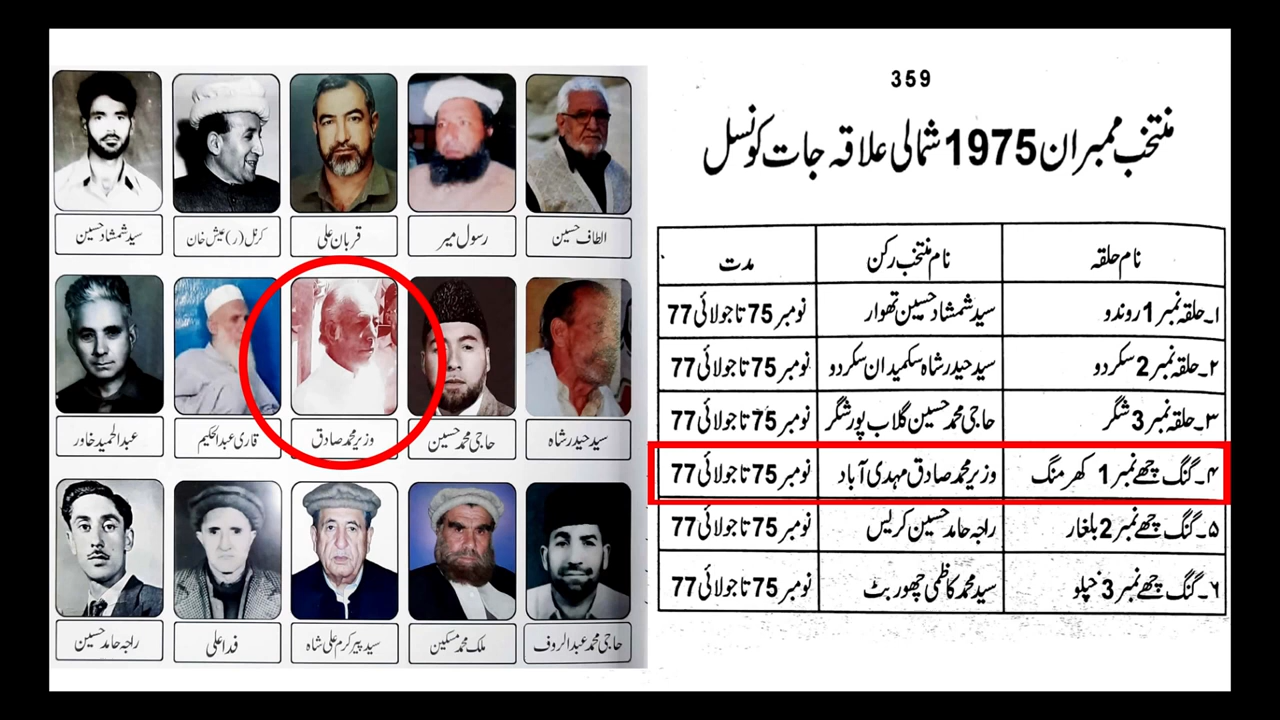 سید شمشاد حسین
کرنل (ر) عیش خان
قربان علی
رسول میر
الطاف حسین
عبدالحمید خاور
قاری عبدالحکیم
وزیر محمد صادق
حاجی محمد حسین
سید حیدر شاہ
راجہ حامد حسین
فدا علی
سید پیر کرم علی شاہ
ملک محمد مسکین
حاجی محمد عبدالروف
359
منتخب ممبران 1975 شمالی علاقہ جات کونسل
نام حلقہ نام منتخب رکن مدت
۱۔ حلقہ نمبر 1 روندو سید شمشاد حسین تھوار نومبر 75 تا جولائی 77
۲۔ حلقہ نمبر 2 سکردو سید حیدر شاہ سکمیدان سکردو نومبر 75 تا جولائی 77
۳۔ حلقہ نمبر 3 شگر حاجی محمد حسین گلاب پور شگر نومبر 75 تا جولائی 77
۴۔ گنگ چھے نمبر 1 کھرمنگ وزیر محمد صادق مہدی آباد نومبر 75 تا جولائی 77
۵۔ گنگ چھے نمبر 2 بلغار راجہ حامد حسین کریس نومبر 75 تا جولائی 77
۶۔ گنگ چھے نمبر 3 خپلو سید محمد کاظمی چھوربٹ نومبر 75 تا جولائی 77